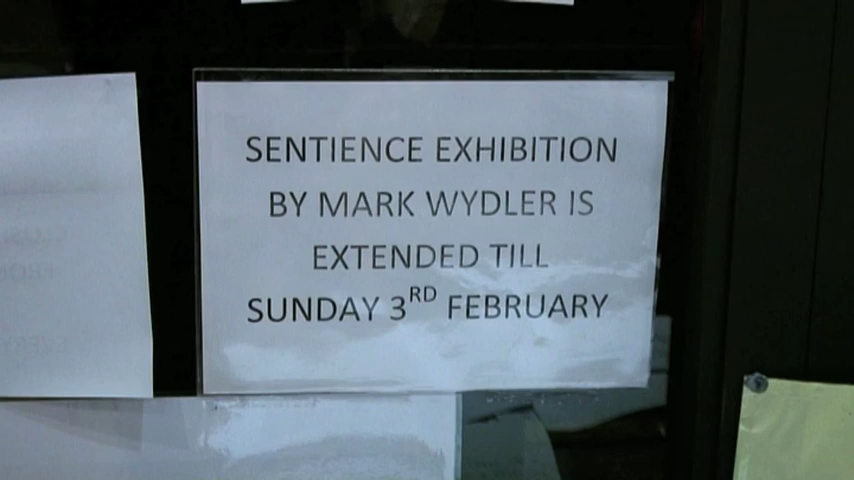 SENTIENCE EXHIBITION
BY MARK WYDLER IS
EXTENDED TILL
SUNDAY 3RD FEBRUARY